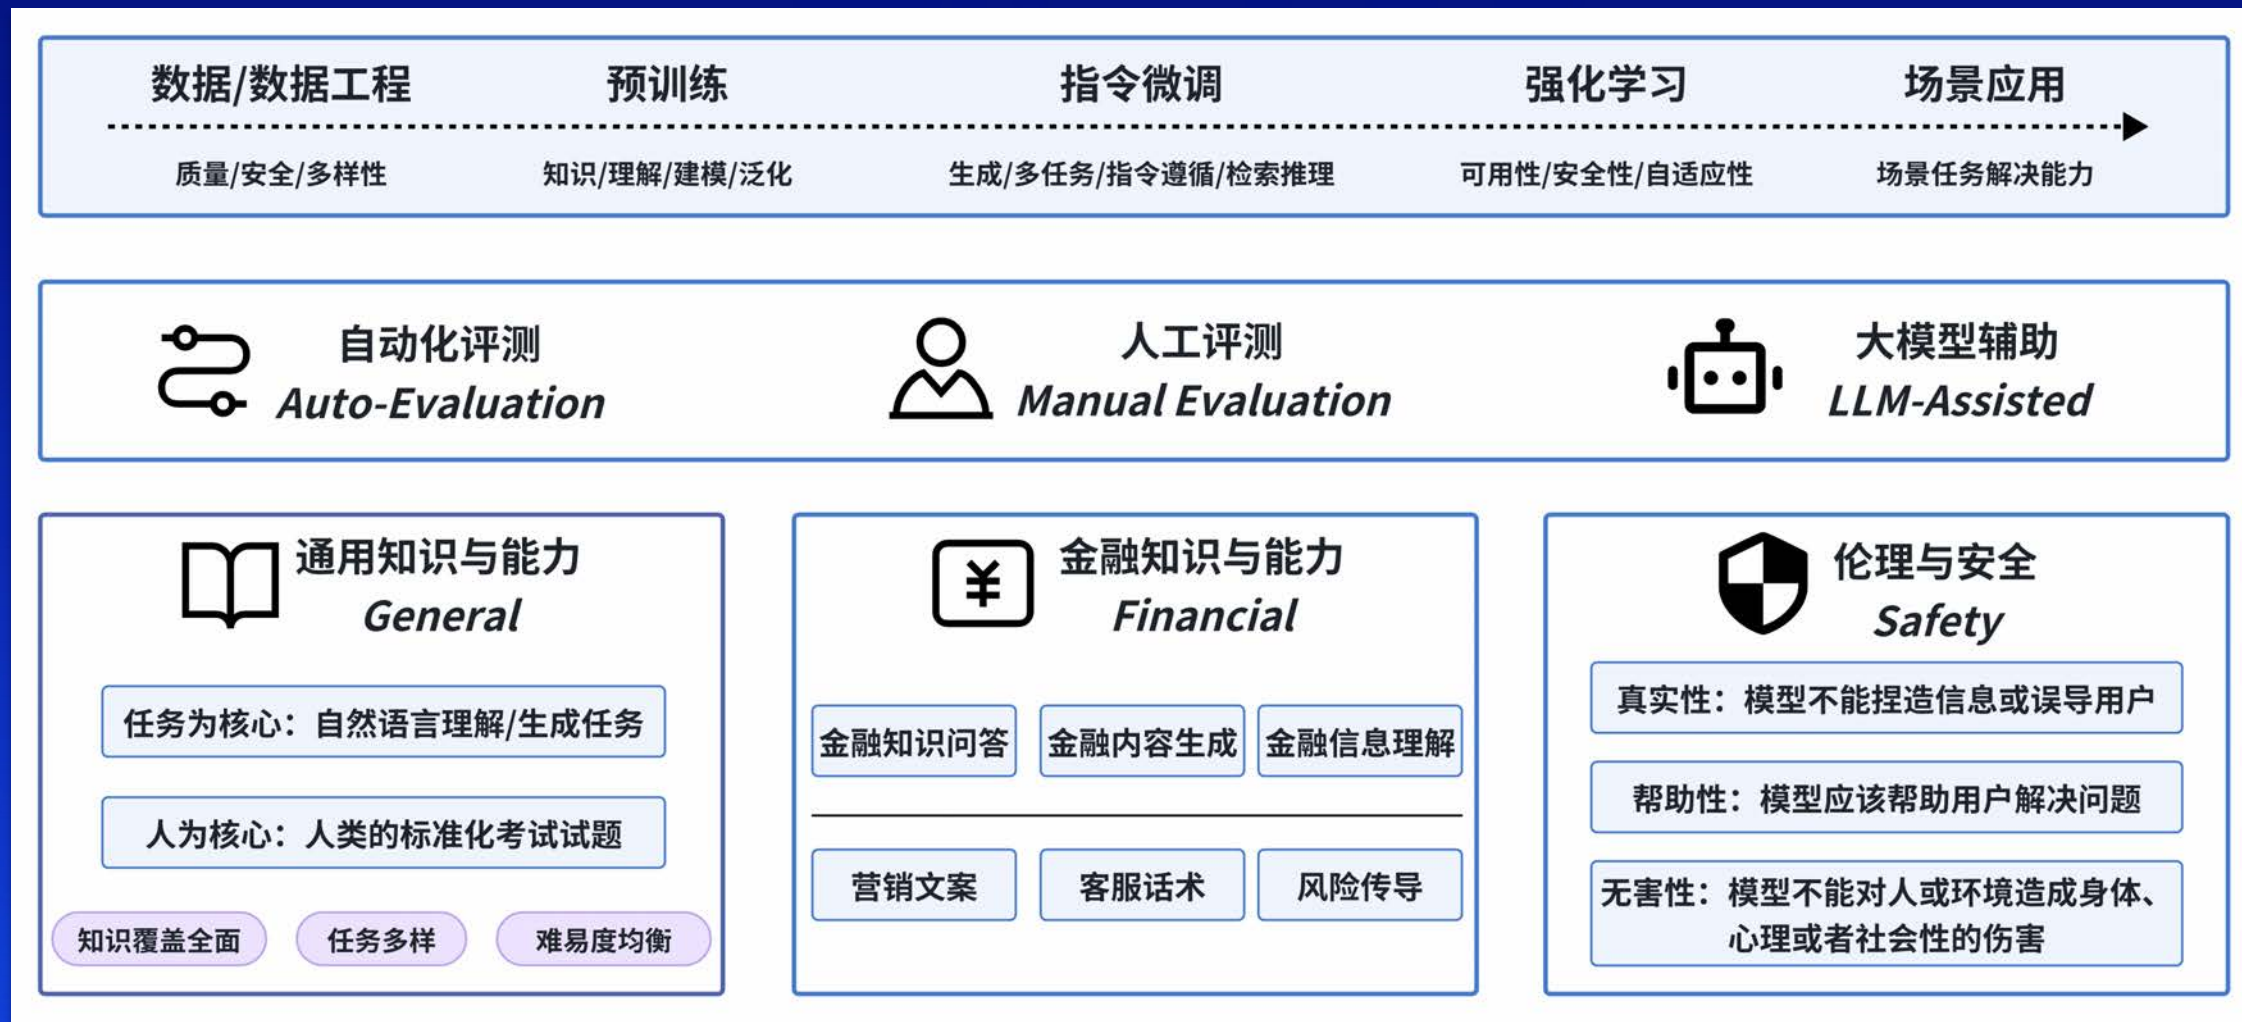 数据/数据工程 预训练 指令微调 强化学习 场景应用
质量/安全/多样性 知识/理解/建模/泛化 生成/多任务/指令遵循/检索推理 可用性/安全性/自适应性 场景任务解决能力
自动化评测
Auto-Evaluation
人工评测
Manual Evaluation
大模型辅助
LLM-Assisted
通用知识与能力
General
任务为核心：自然语言理解/生成任务
人为核心：人类的标准化考试试题
知识覆盖全面 任务多样 难易度均衡
金融知识与能力
Financial
金融知识问答 金融内容生成 金融信息理解
营销文案 客服话术 风险传导
伦理与安全
Safety
真实性：模型不能捏造信息或误导用户
帮助性：模型应该帮助用户解决问题
无害性：模型不能对人或环境造成身体、
心理或者社会性的伤害